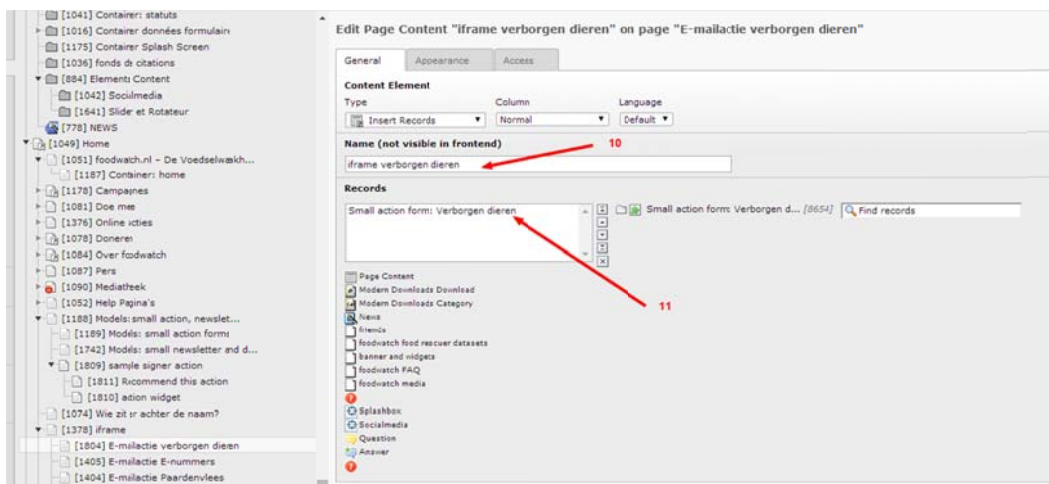 [1041] Container: statuts
[1016] Container données formulaire
[1175] Container Splash Screen
[1036] fonds de citations
[884] Elements Content
[1042] Socialmedia
[1641] Slider et Rotateur
[778] NEWS
[1049] Home
[1051] foodwatch.nl – De Voedselwaakh...
[1187] Containers: home
[1178] Campagnes
[1081] Doe mee
[1376] Online acties
[1078] Doneren
[1084] Over foodwatch
[1087] Pers
[1090] Mediatheek
[1052] Help Pagina's
[1188] Models: small action, newslet...
[1189] Models: small action forms
[1742] Models: small newsletter and d...
[1809] sample signer action
[1811] Recommend this action
[1810] action widget
[1074] Wie zit er achter de naam?
[1378] iframe
[1804] E-mailactie verborgen dieren
[1405] E-mailactie E-nummers
[1404] E-mailactie Paardenvlees
Edit Page Content "iframe verborgen dieren" on page "E-mailactie verborgen dieren"
General Appearance Access
Content Element
Type Column Language
Insert Records Normal Default
Name (not visible in frontend) 10
iframe verborgen dieren
Records
Small action form: Verborgen dieren Small action form: Verborgen d... [8654] Find records
Page Content
Modern Downloads Download
Modern Downloads Category 11
News
friends
foodwatch food rescuer datasets
banner and widgets
foodwatch FAQ
foodwatch media
Splashbox
Socialmedia
Question
Answer